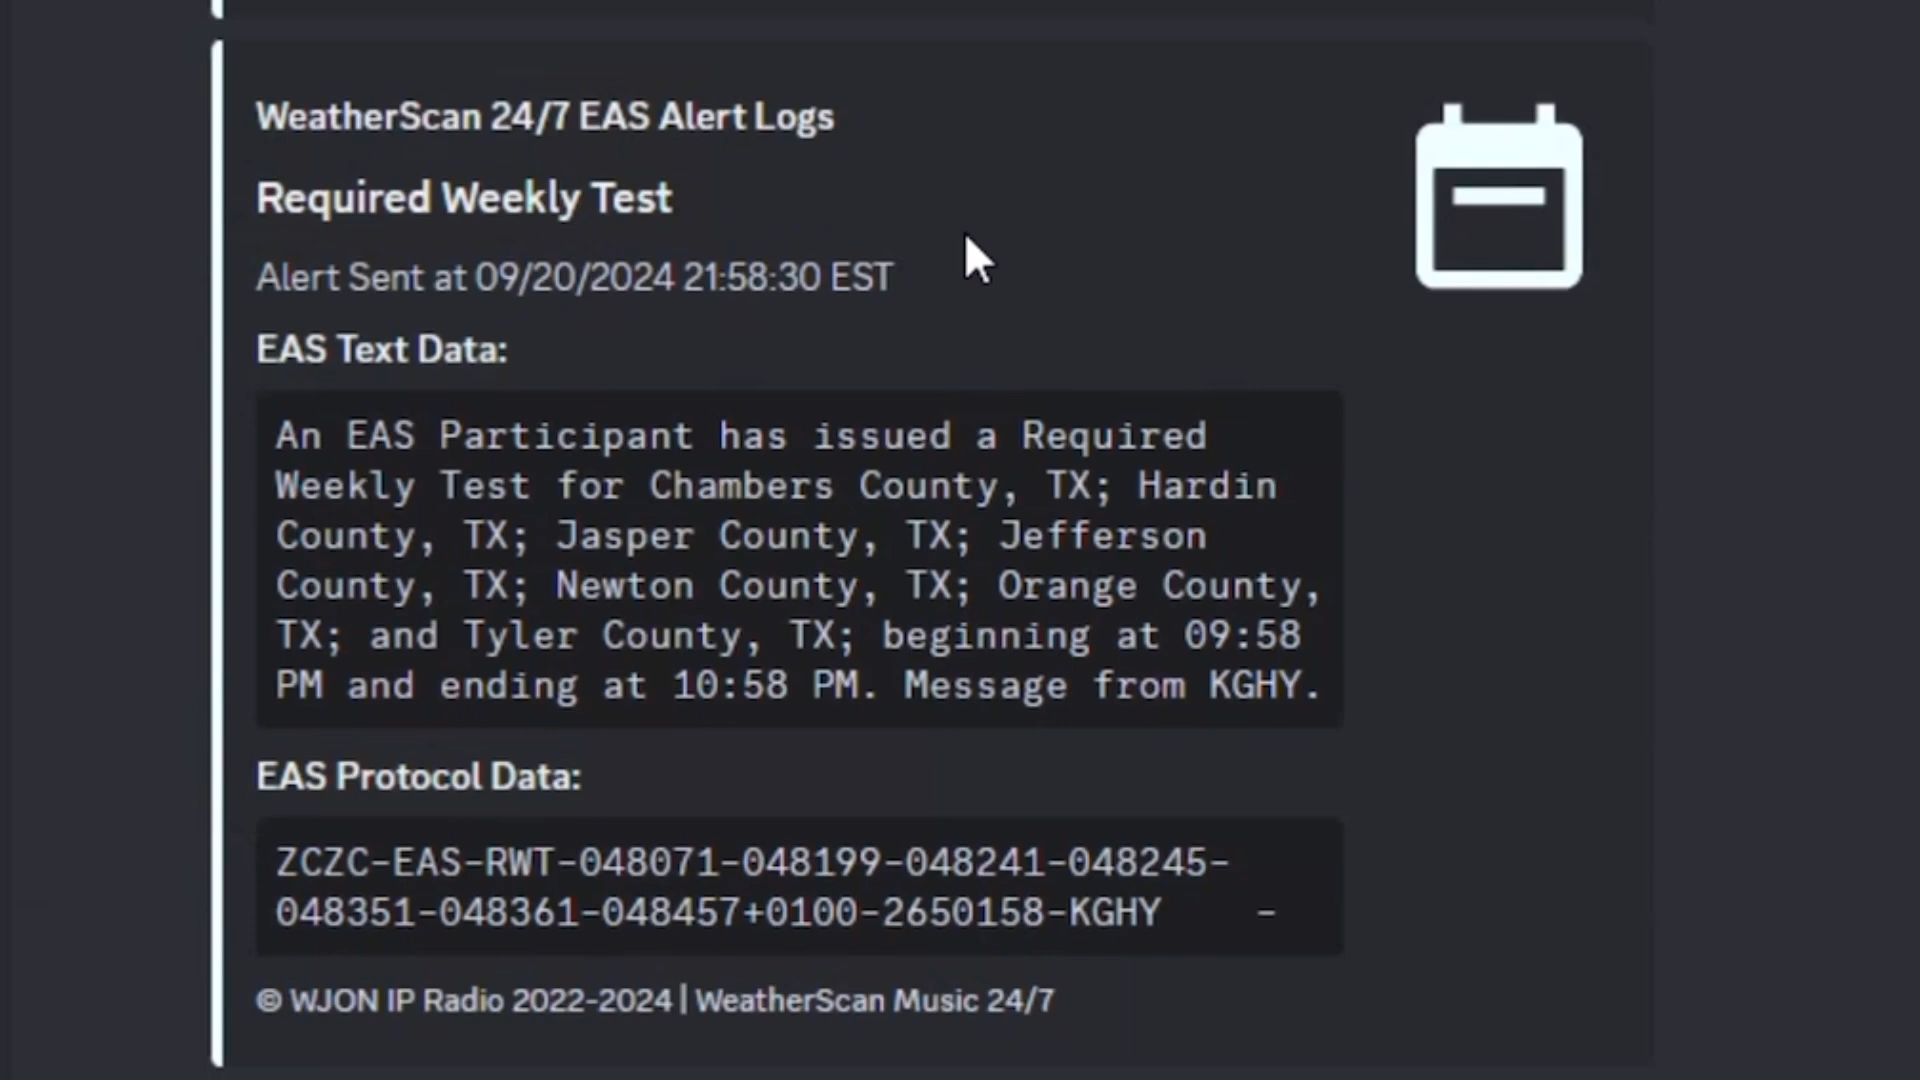 WeatherScan 24/7 EAS Alert Logs
Required Weekly Test
Alert Sent at 09/20/2024 21:58:30 EST
EAS Text Data:
An EAS Participant has issued a Required
Weekly Test for Chambers County, TX; Hardin
County, TX; Jasper County, TX; Jefferson
County, TX; Newton County, TX; Orange County,
TX; and Tyler County, TX; beginning at 09:58
PM and ending at 10:58 PM. Message from KGHY.
EAS Protocol Data:
ZCZC-EAS-RWT-048071-048199-048241-048245-
048351-048361-048457+0100-2650158-KGHY    -
© WJON IP Radio 2022-2024 | WeatherScan Music 24/7